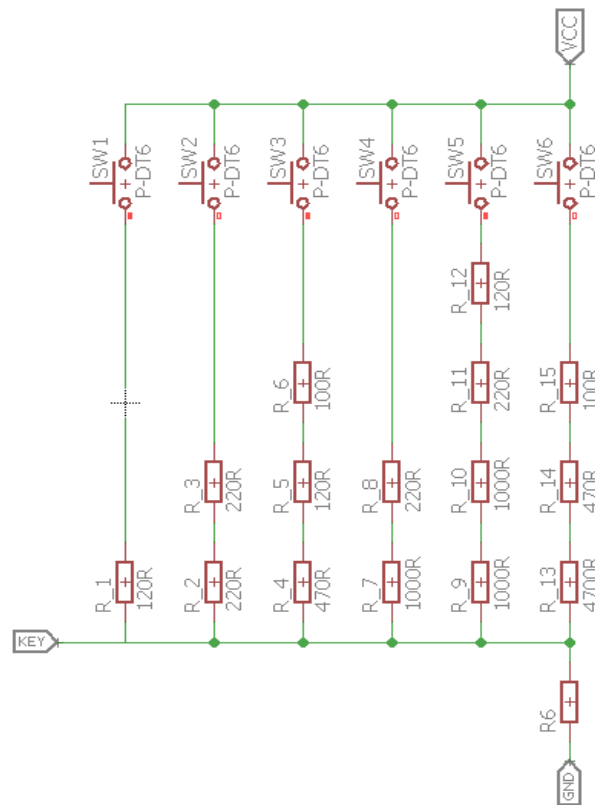 VCC
SW1
P-DT6
SW2
P-DT6
SW3
P-DT6
SW4
P-DT6
SW5
P-DT6
SW6
P-DT6
R_12
120R
R_6
100R
R_11
220R
R_15
100R
R_3
220R
R_5
120R
R_8
220R
R_10
1000R
R_14
470R
R_1
120R
R_2
220R
R_4
470R
R_7
1000R
R_9
1000R
R_13
4700R
KEY
R6
GND